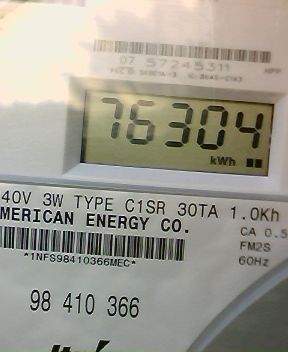 07 57245311
76304
kWh
40V 3W TYPE C1SR 30TA 1.0Kh
MERICAN ENERGY CO.
CA 0.5
FM2S
60Hz
*1NFS98410366MEC*
98 410 366